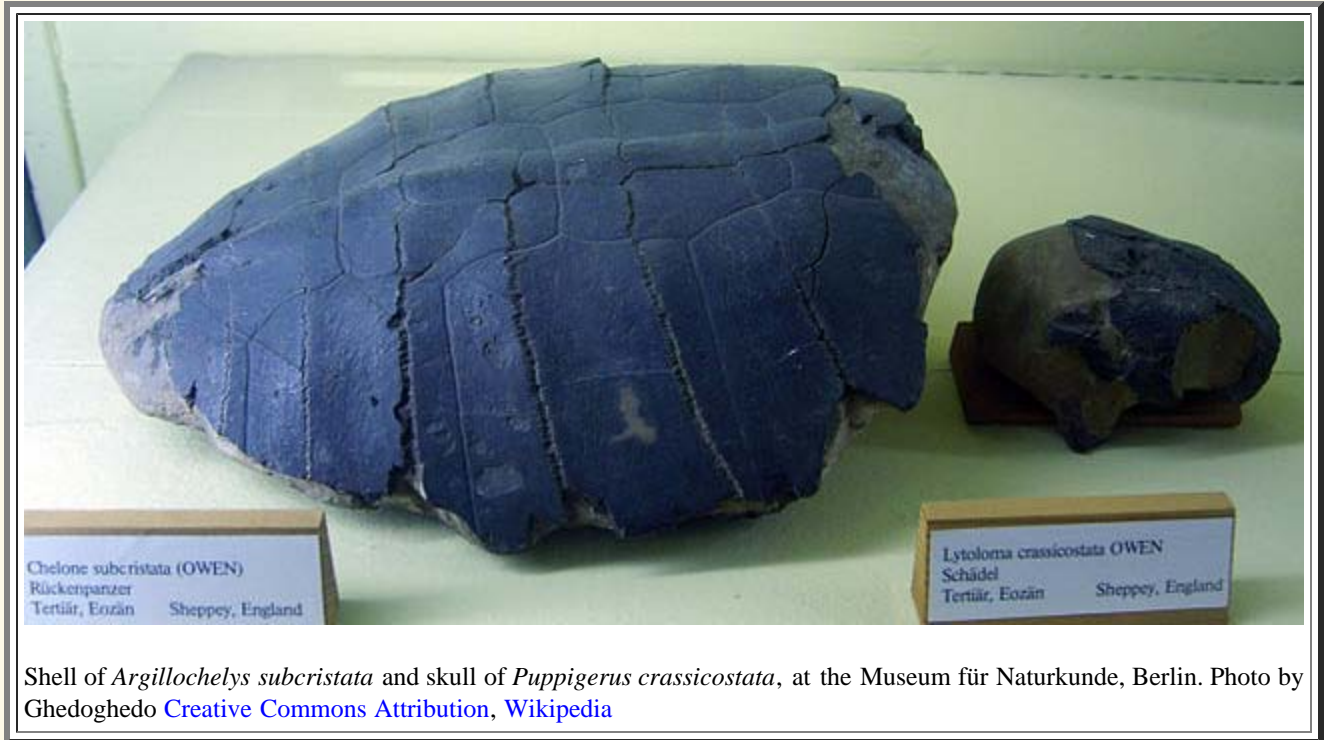 Chelone subcristata (OWEN)
Rückenpanzer
Tertiär, Eozän Sheppey, England
Lytoloma crassicostata OWEN
Schädel
Tertiär, Eozän Sheppey, England
Shell of Argillochelys subcristata and skull of Puppigerus crassicostata, at the Museum für Naturkunde, Berlin. Photo by
Ghedoghedo Creative Commons Attribution, Wikipedia